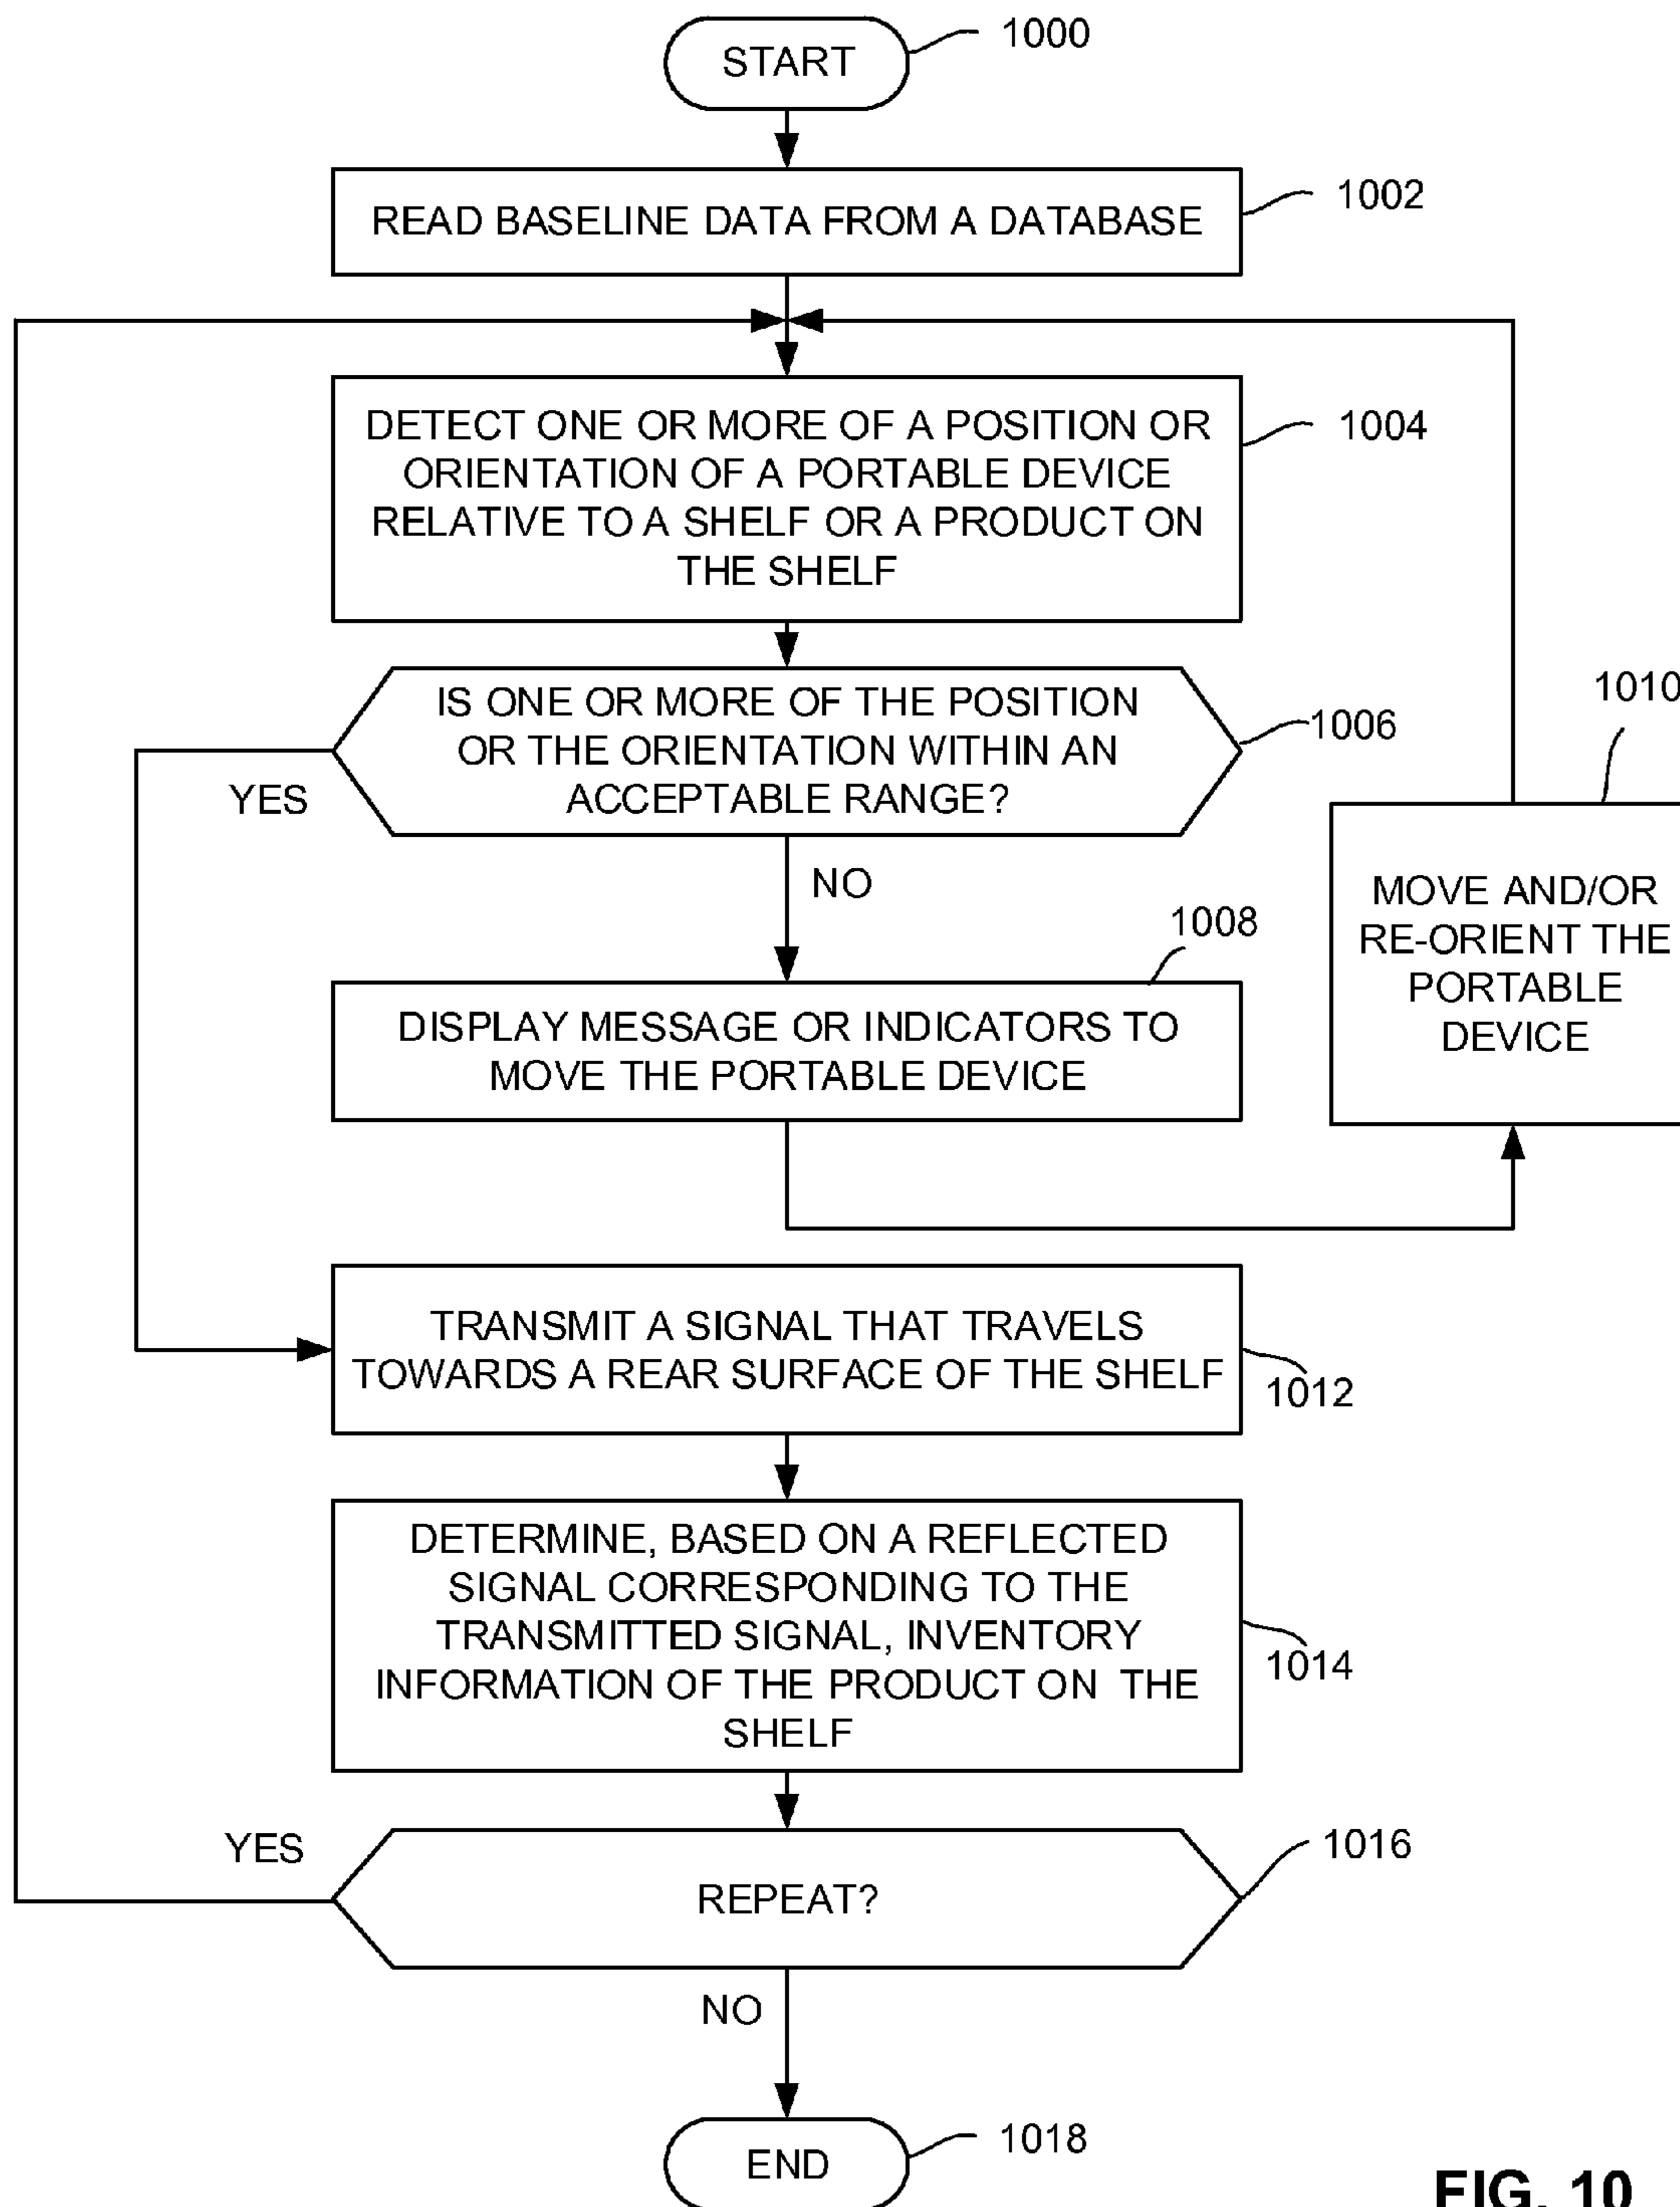 START
1000
READ BASELINE DATA FROM A DATABASE
1002
DETECT ONE OR MORE OF A POSITION OR
ORIENTATION OF A PORTABLE DEVICE
RELATIVE TO A SHELF OR A PRODUCT ON
THE SHELF
1004
IS ONE OR MORE OF THE POSITION
OR THE ORIENTATION WITHIN AN
ACCEPTABLE RANGE?
1006
YES
NO
1008
DISPLAY MESSAGE OR INDICATORS TO
MOVE THE PORTABLE DEVICE
1010
MOVE AND/OR
RE-ORIENT THE
PORTABLE
DEVICE
TRANSMIT A SIGNAL THAT TRAVELS
TOWARDS A REAR SURFACE OF THE SHELF
1012
DETERMINE, BASED ON A REFLECTED
SIGNAL CORRESPONDING TO THE
TRANSMITTED SIGNAL, INVENTORY
INFORMATION OF THE PRODUCT ON THE
SHELF
1014
YES
REPEAT?
1016
NO
END
1018
FIG. 10